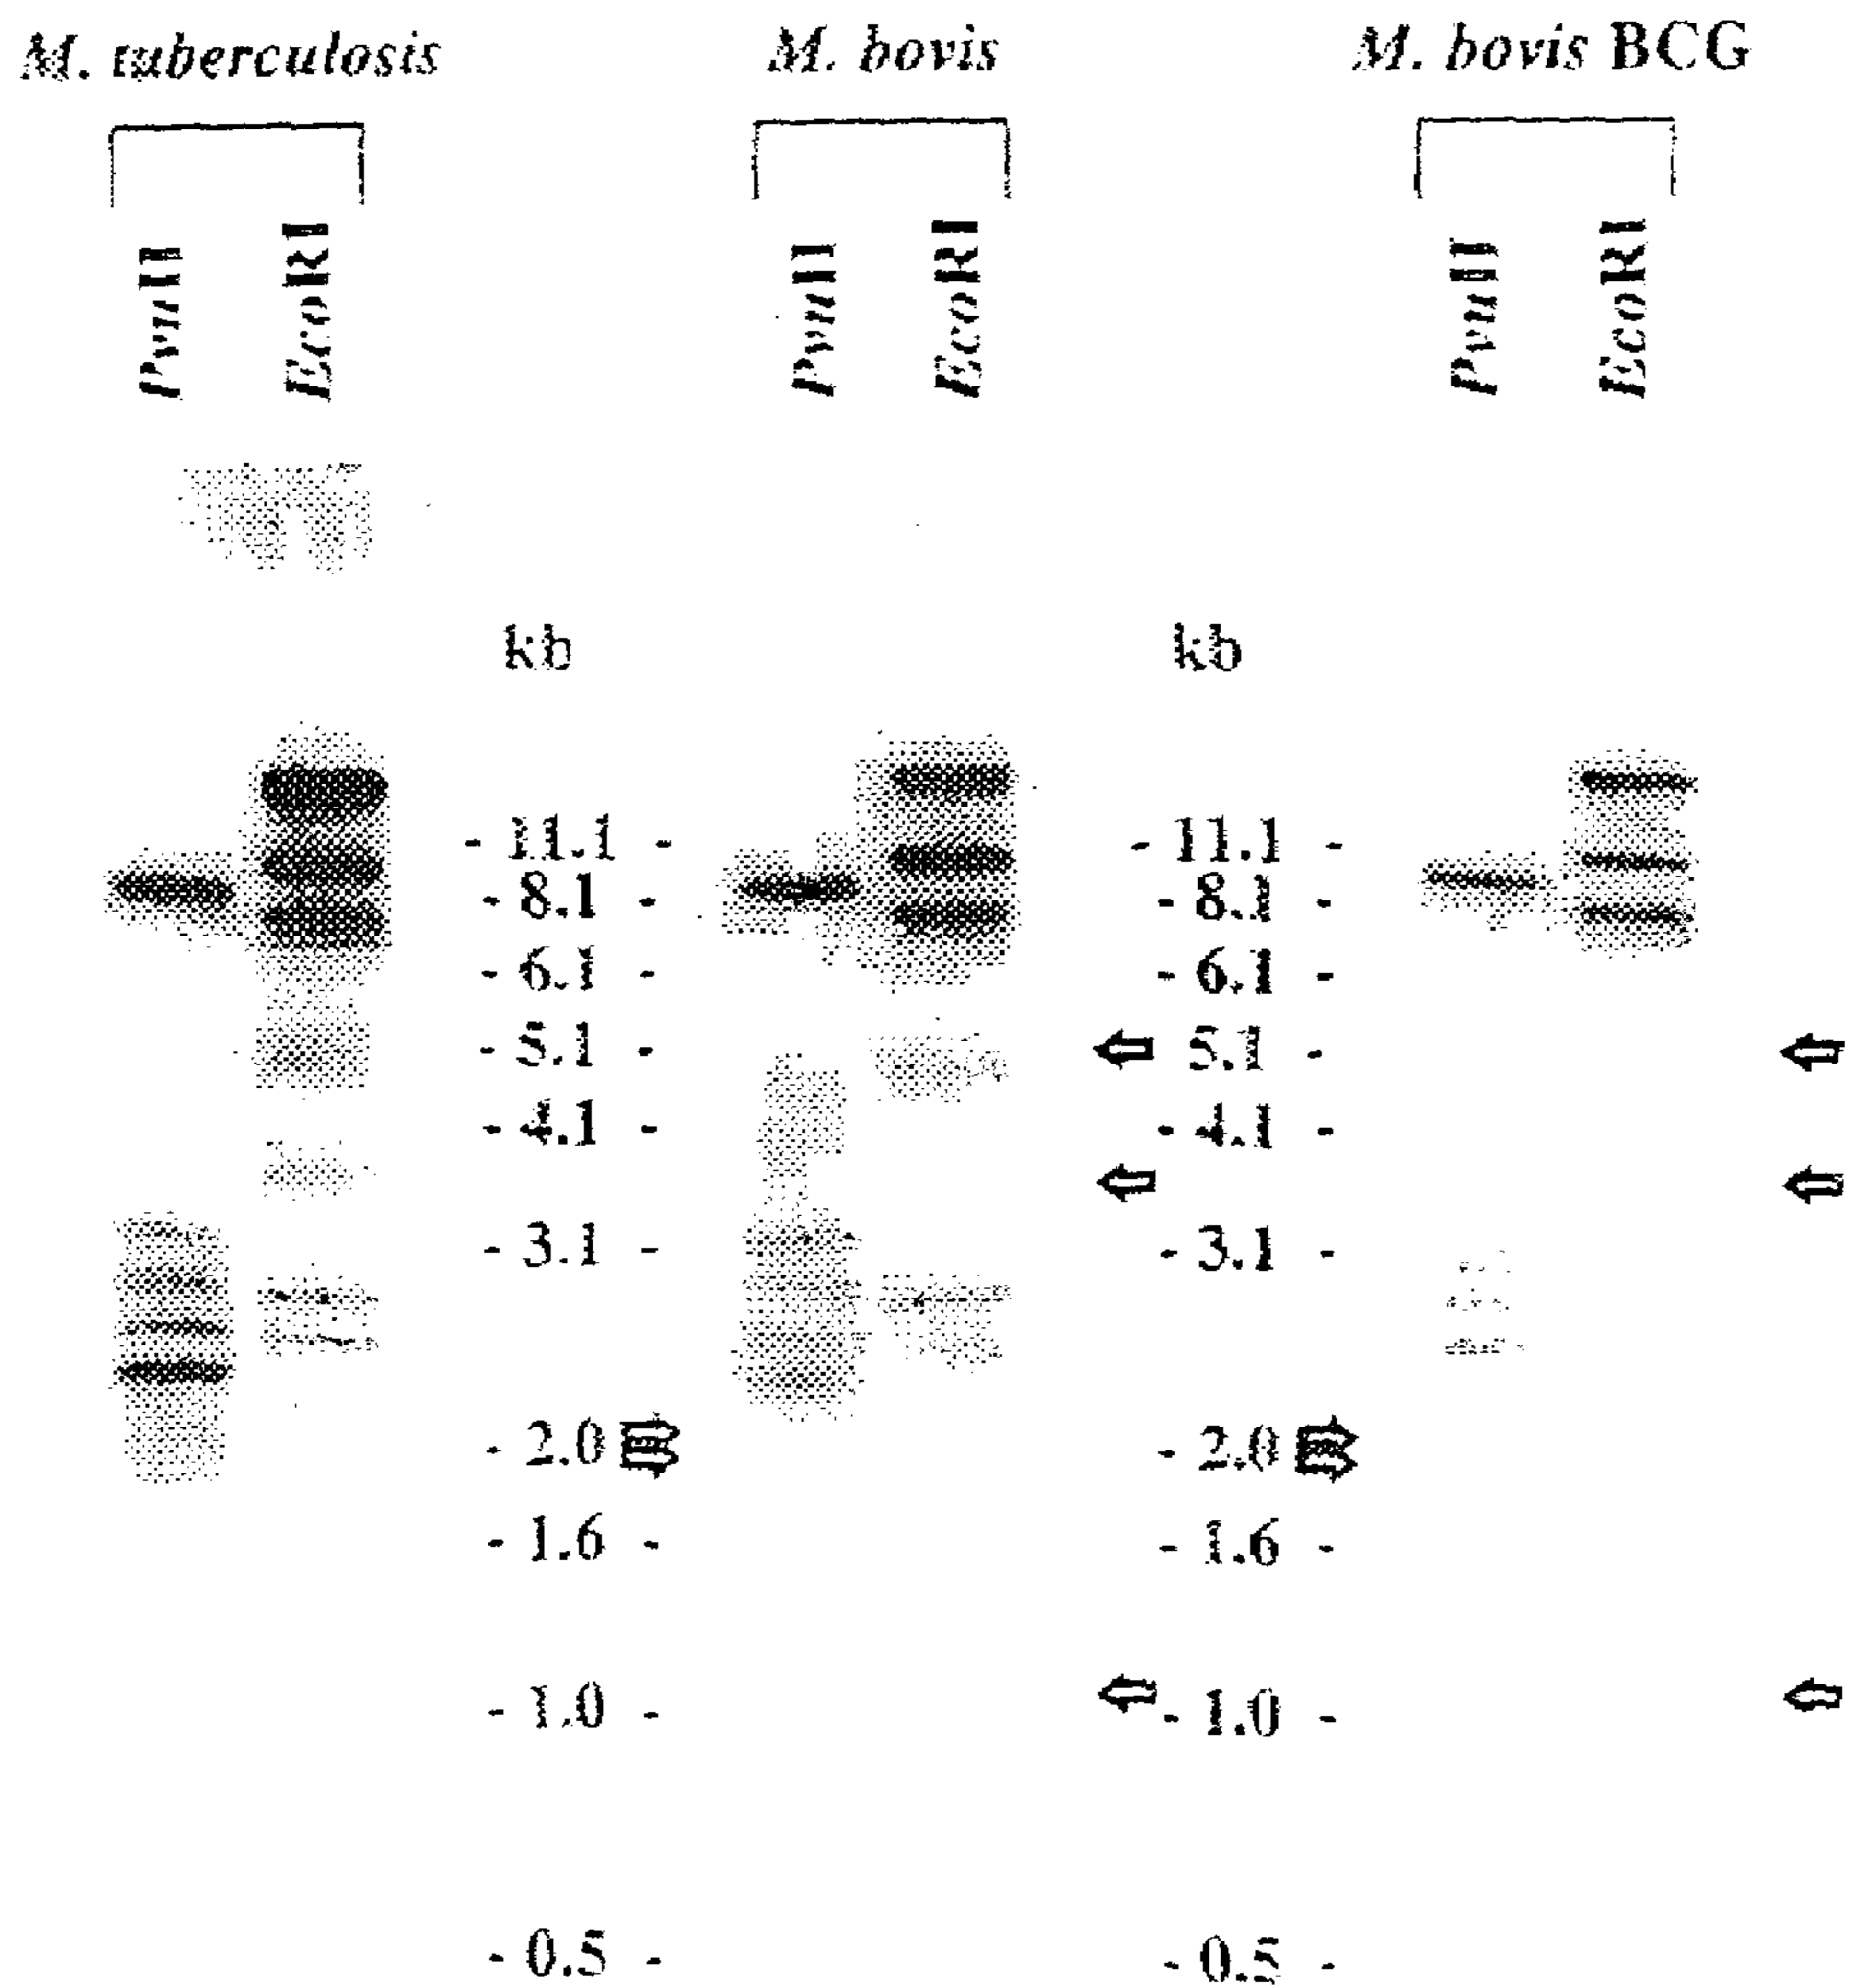 M. tuberculosis M. bovis M. bovis BCG
PvuII EcoRI PvuII EcoRI PvuII EcoRI
kb kb
- 11.1 - - 11.1 -
- 8.1 - - 8.1 -
- 6.1 - - 6.1 -
- 5.1 - 5.1 -
- 4.1 - - 4.1 -
- 3.1 - - 3.1 -
- 2.0 - 2.0
- 1.6 - - 1.6 -
- 1.0 - - 1.0 -
- 0.5 - - 0.5 -